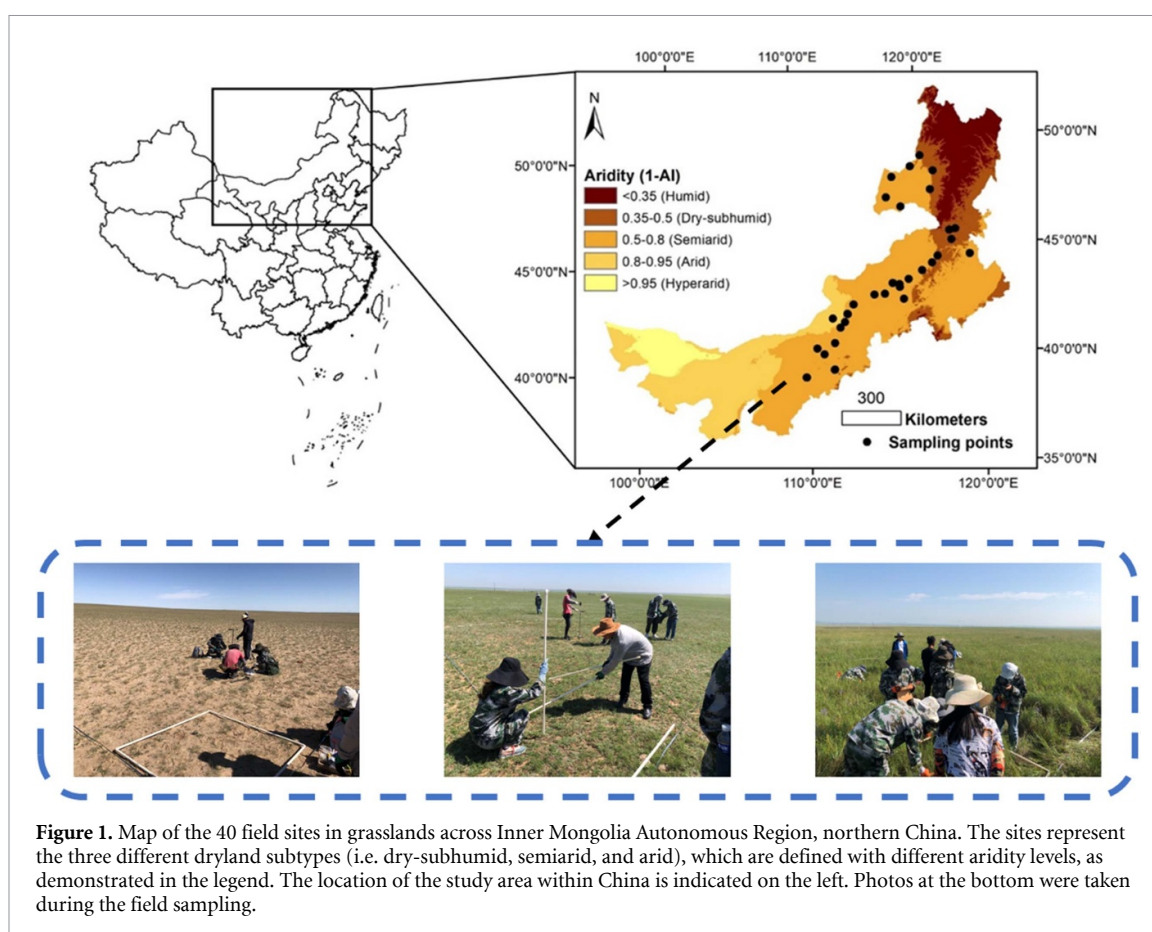 100°0'0"E 110°0'0"E 120°0'0"E
N
50°0'0"N
50°0'0"N
Aridity (1-AI)
<0.35 (Humid)
0.35-0.5 (Dry-subhumid)
0.5-0.8 (Semiarid)
0.8-0.95 (Arid)
>0.95 (Hyperarid)
45°0'0"N
45°0'0"N
40°0'0"N
40°0'0"N
300
Kilometers
Sampling points
35°0'0"N
100°0'0"E 110°0'0"E 120°0'0"E
Figure 1. Map of the 40 field sites in grasslands across Inner Mongolia Autonomous Region, northern China. The sites represent
the three different dryland subtypes (i.e. dry-subhumid, semiarid, and arid), which are defined with different aridity levels, as
demonstrated in the legend. The location of the study area within China is indicated on the left. Photos at the bottom were taken
during the field sampling.